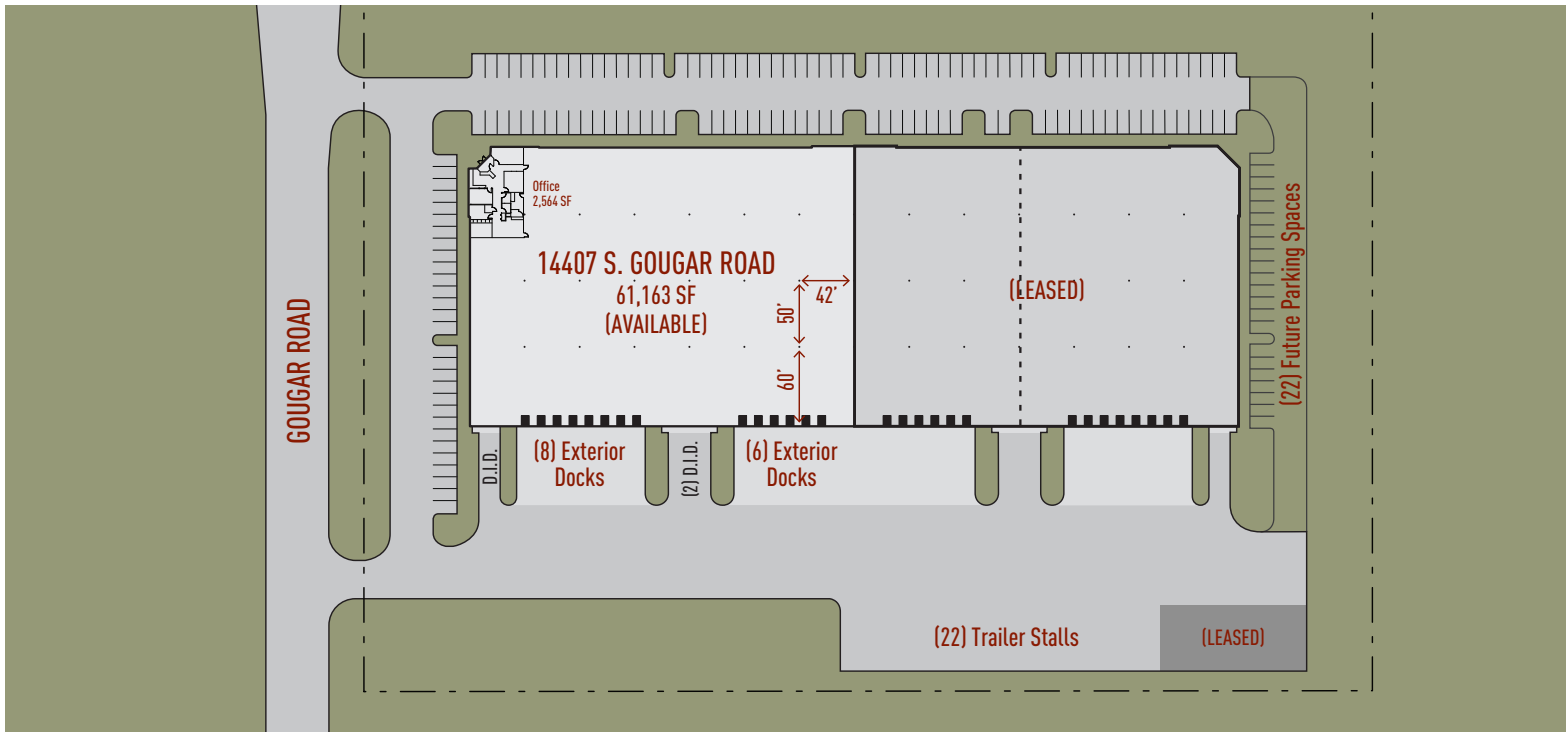 Office
2,564 SF
14407 S. GOUGAR ROAD
61,163 SF
(AVAILABLE)
42'
50'
60'
(LEASED)
GOUGAR ROAD
(22) Future Parking Spaces
D.I.D.
(8) Exterior
Docks
(2) D.I.D.
(6) Exterior
Docks
(22) Trailer Stalls
(LEASED)